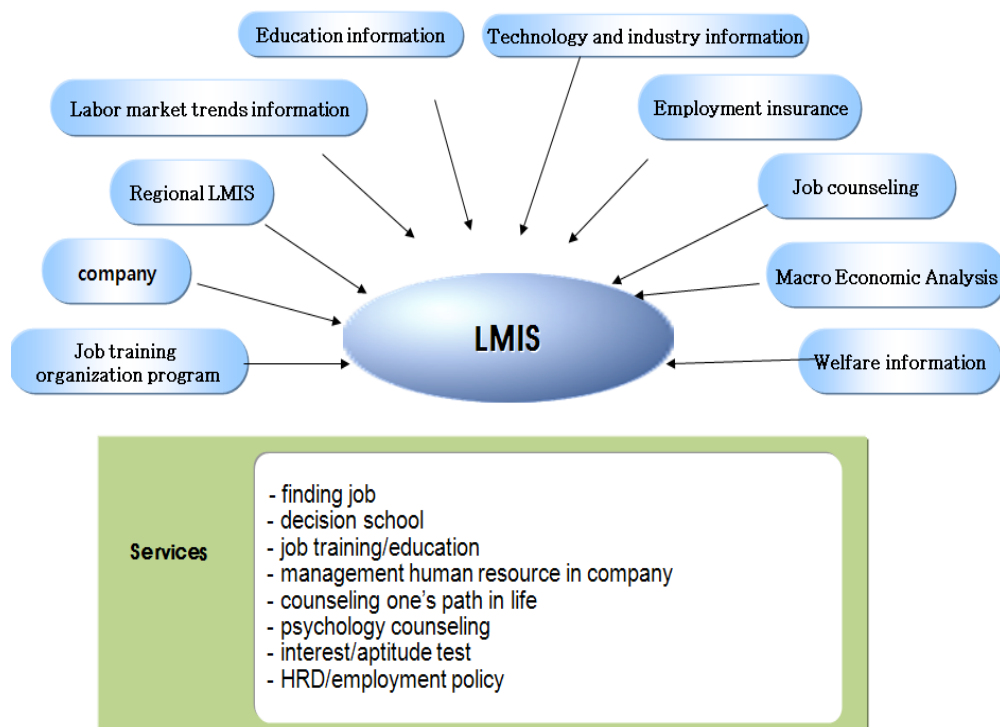 Education information
Technology and industry information
Labor market trends information
Employment insurance
Regional LMIS
Job counseling
company
Macro Economic Analysis
LMIS
Job training
organization program
Welfare information
Services
- finding job
- decision school
- job training/education
- management human resource in company
- counseling one's path in life
- psychology counseling
- interest/aptitude test
- HRD/employment policy